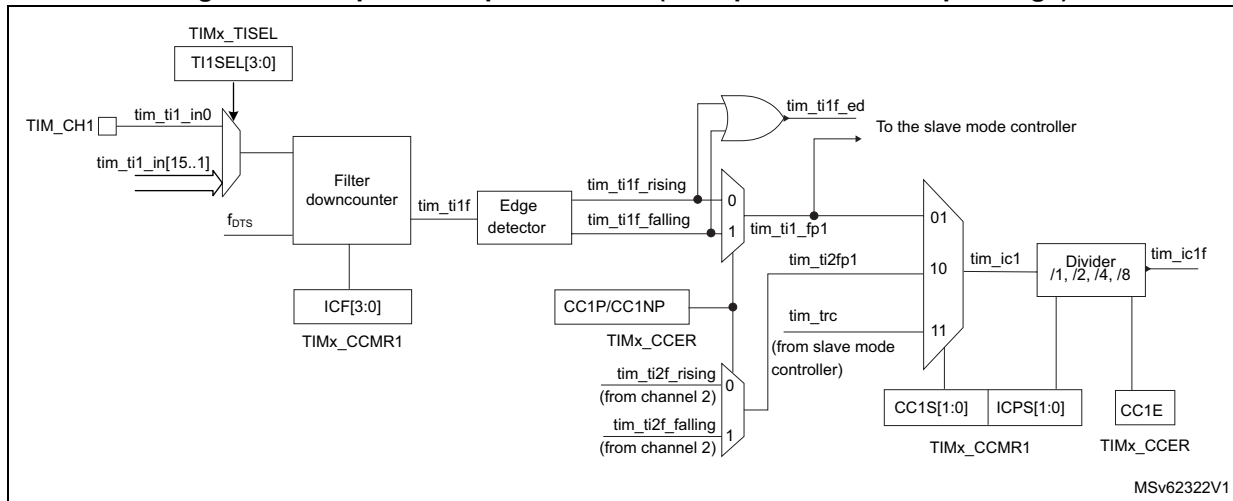 TIMx_TISEL
TI1SEL[3:0]
TIM_CH1
tim_ti1_in0
tim_ti1_in[15..1]
fDTS
Filter
downcounter
ICF[3:0]
TIMx_CCMR1
tim_ti1f
Edge
detector
tim_ti1f_rising
tim_ti1f_falling
tim_ti1f_ed
To the slave mode controller
0
1
tim_ti1_fp1
CC1P/CC1NP
TIMx_CCER
tim_ti2f_rising
(from channel 2)
tim_ti2f_falling
(from channel 2)
0
1
tim_ti2fp1
tim_trc
(from slave mode
controller)
01
10
11
tim_ic1
Divider
/1, /2, /4, /8
tim_ic1f
CC1S[1:0]
ICPS[1:0]
TIMx_CCMR1
CC1E
TIMx_CCER
MSv62322V1